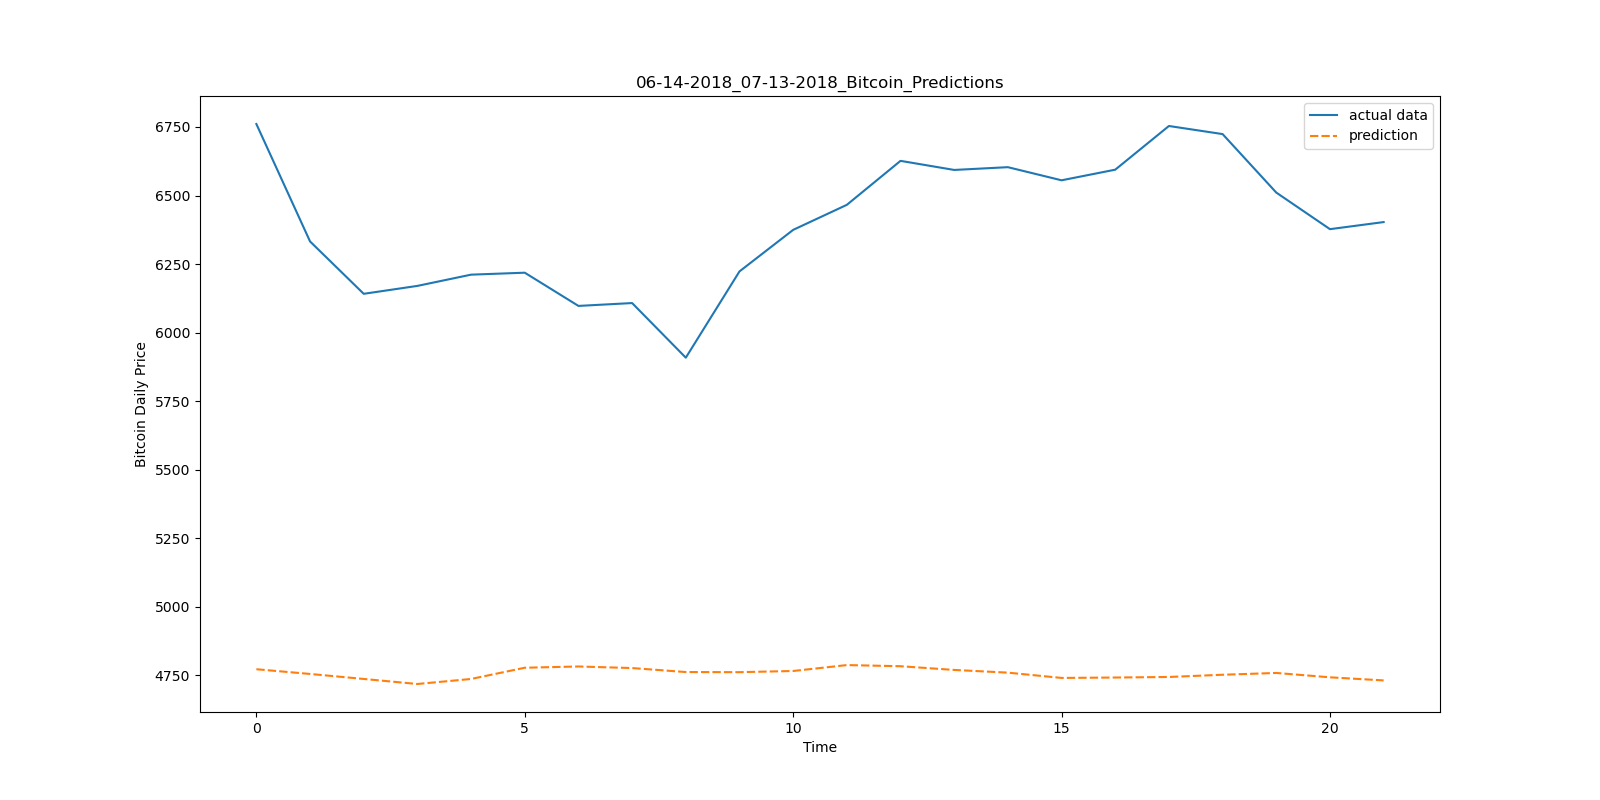 06-14-2018_07-13-2018_Bitcoin_Predictions
actual data
prediction
6750
6500
6250
6000
5750
5500
5250
5000
4750
Bitcoin Daily Price
0 5 10 15 20
Time